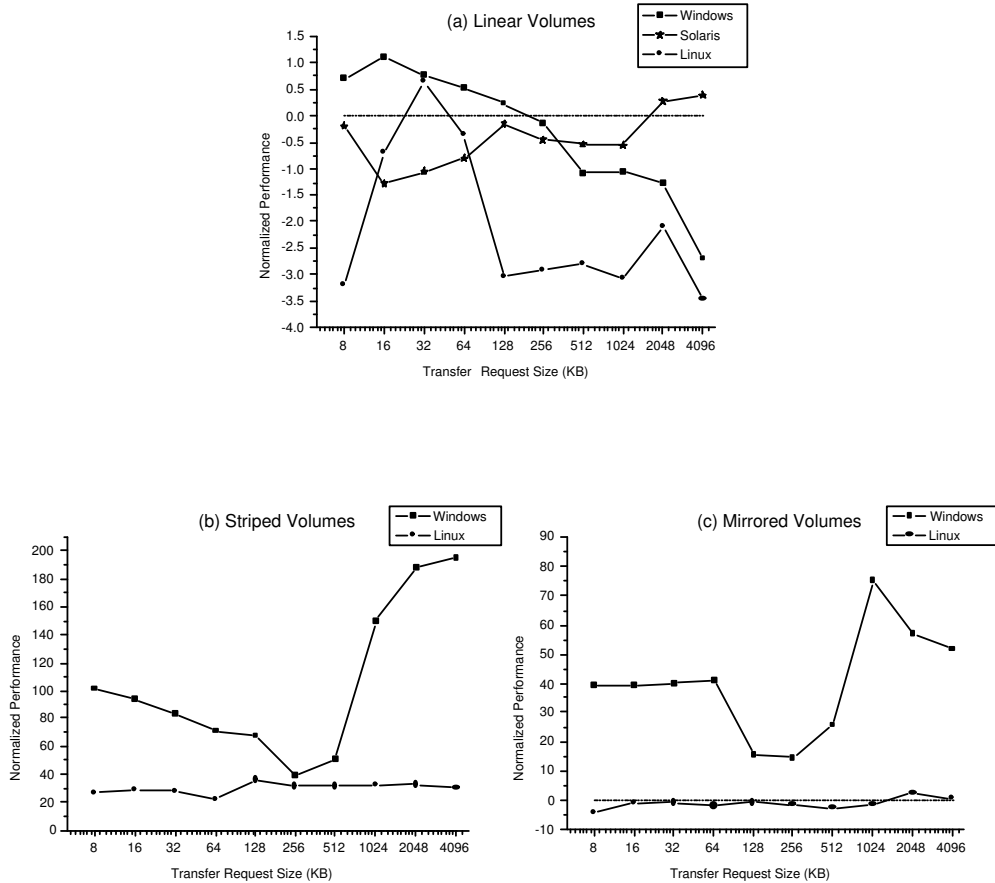 (a) Linear Volumes
Windows
Solaris
Linux
1.5
1.0
0.5
0.0
-0.5
-1.0
-1.5
-2.0
-2.5
-3.0
-3.5
-4.0
Normalized Performance
8 16 32 64 128 256 512 1024 2048 4096
Transfer Request Size (KB)
(b) Striped Volumes
Windows
Linux
200
180
160
140
120
100
80
60
40
20
0
Normalized Performance
8 16 32 64 128 256 512 1024 2048 4096
Transfer Request Size (KB)
(c) Mirrored Volumes
Windows
Linux
90
80
70
60
50
40
30
20
10
0
-10
Normalized Performance
8 16 32 64 128 256 512 1024 2048 4096
Transfer Request Size (KB)